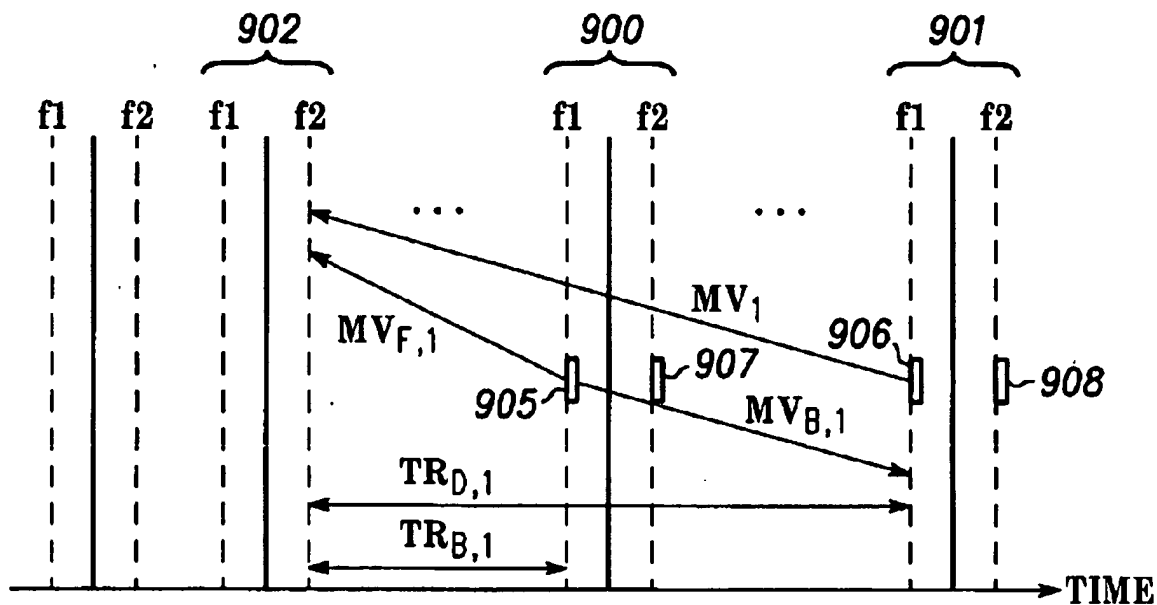 902 900 901
f1 f2 f1 f2 f1 f2 f1 f2
... ...
MV1
MVF,1
906
907
908
905
MVB,1
TRD,1
TRB,1
TIME